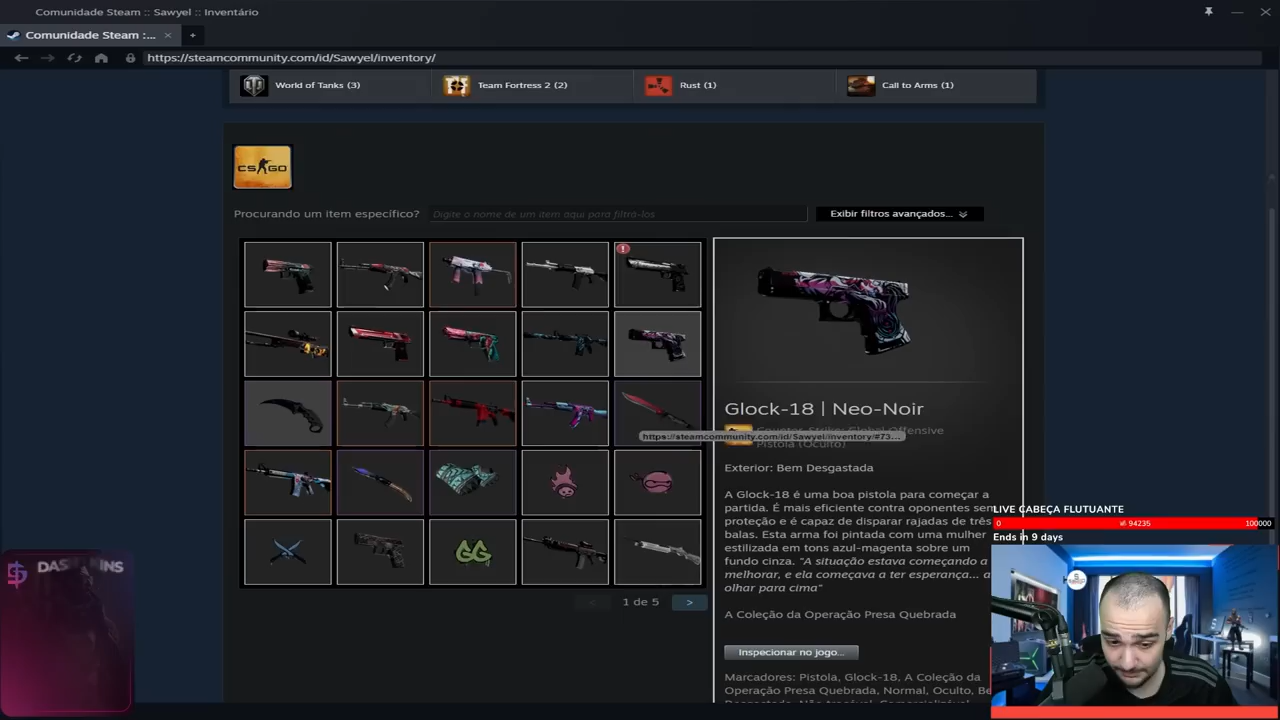 Comunidade Steam :: Sawyel :: Inventário
Comunidade Steam :...
https://steamcommunity.com/id/Sawyel/inventory/
World of Tanks (3)
Team Fortress 2 (2)
Rust (1)
Call to Arms (1)
CS GO
Procurando um item específico?
Digite o nome de um item aqui para filtrá-los
Exibir filtros avançados...
Glock-18 | Neo-Noir
Counter-Strike: Global Offensive
https://steamcommunity.com/id/Sawyel/inventory/#73...
Pistola (Oculto)
Exterior: Bem Desgastada
A Glock-18 é uma boa pistola para começar a
partida. É mais eficiente contra oponentes sem
proteção e é capaz de disparar rajadas de três
balas. Esta arma foi pintada com uma mulher
estilizada em tons azul-magenta sobre um
fundo cinza. "A situação estava começando a
melhorar, e ela começava a ter esperança... a
olhar para cima"
A Coleção da Operação Presa Quebrada
Inspecionar no jogo...
Marcadores: Pistola, Glock-18, A Coleção da
Operação Presa Quebrada, Normal, Oculto, Be
GG
1 de 5
>
LIVE CABEÇA FLUTUANTE
0
94235
100000
Ends in 9 days